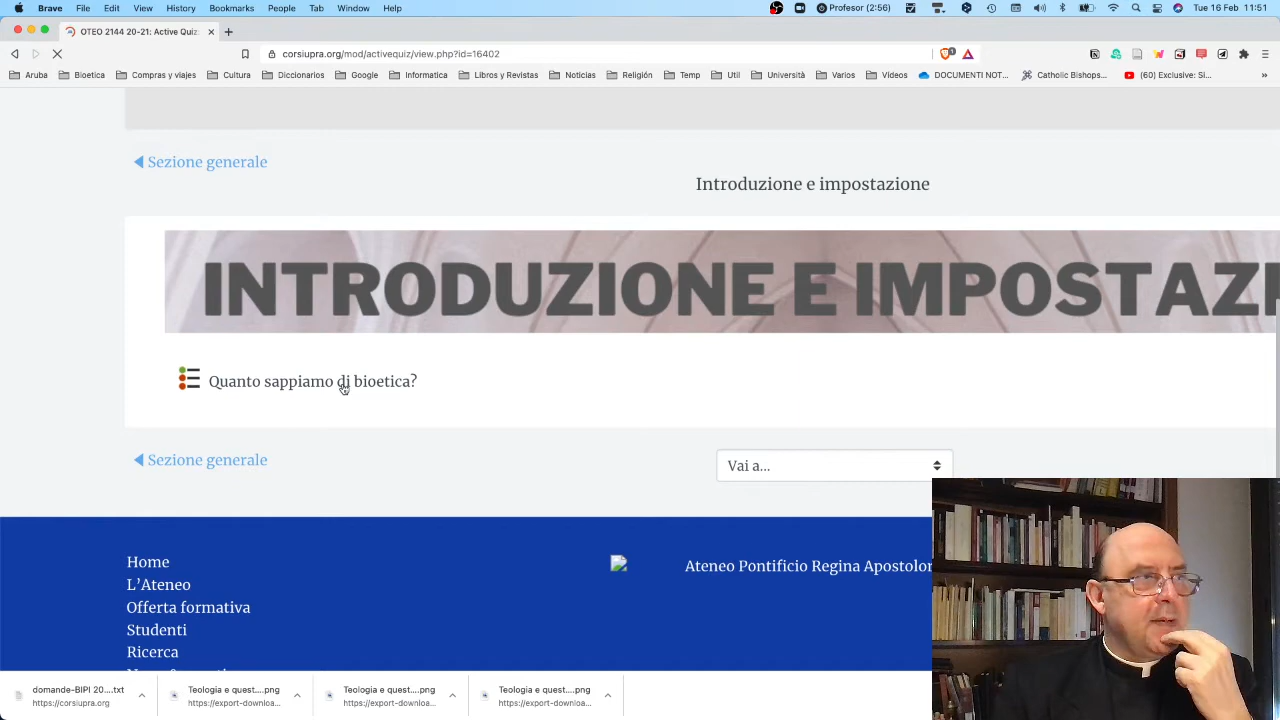 Shell Edit View History Bookmarks Profiles Tab Window Help
Profesor (2:56)
Tue 16 Feb 11:51
OTEO 2144 20-21: Active Quiz:
corsiupra.org/mod/activequiz/view.php?id=16402
Aruba Bioetica Compras y viajes Cultura Diccionarios Google Informatica Libros y Revistas Noticias Religión Temp Util Università Varios Vídeos DOCUMENTI NOT... Catholic Bishops... (60) Exclusive: Si...
Sezione generale
Introduzione e impostazione
INTRODUZIONE E IMPOSTAZI
Quanto sappiamo di bioetica?
Sezione generale
Vai a...
Home
L'Ateneo
Offerta formativa
Studenti
Ricerca
Ateneo Pontificio Regina Apostolor
domande-BIPI 20....txt
https://corsiupra.org
Teologia e quest....png
https://export-downloa...
Teologia e quest....png
https://export-downloa...
Teologia e quest....png
https://export-downloa...